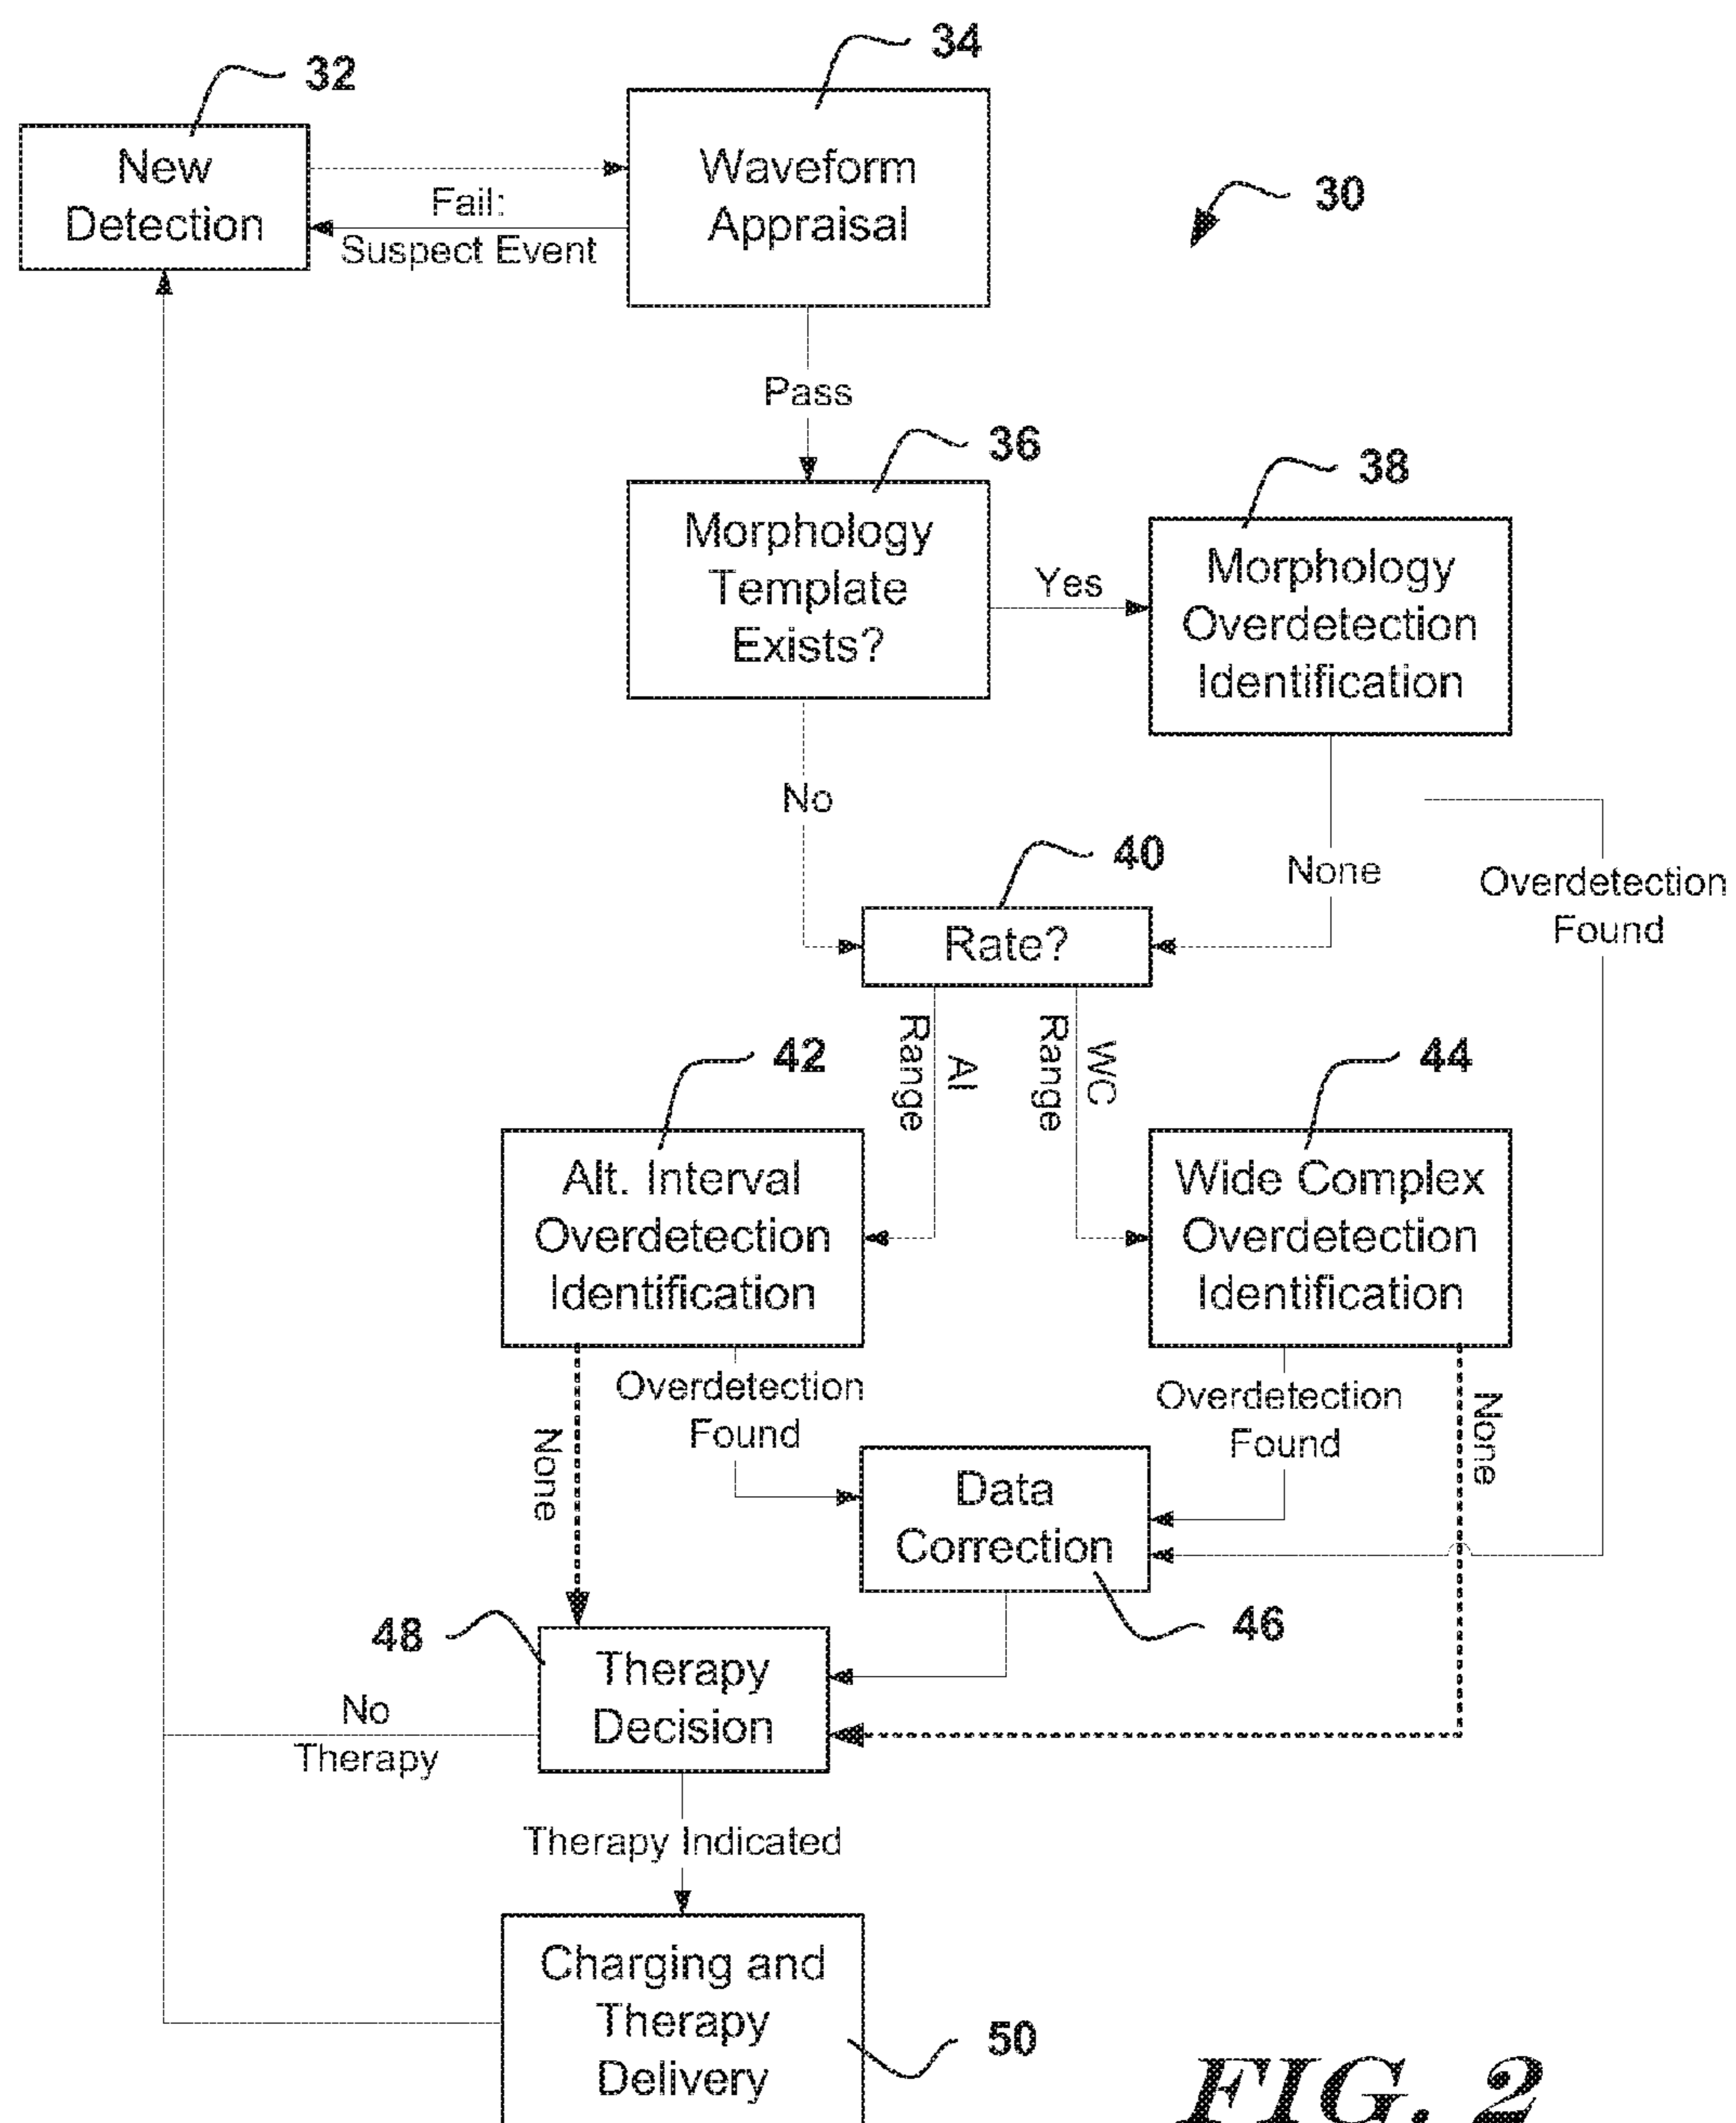 34
32
New
Detection
Waveform
Appraisal
30
Fail:
Suspect Event
Pass
36
Morphology
Template
Exists?
38
Yes
Morphology
Overdetection
Identification
No
None
Overdetection
Found
40
Rate?
AI
Range
WC
Range
42
44
Alt. Interval
Overdetection
Identification
Wide Complex
Overdetection
Identification
None
Overdetection
Found
Overdetection
Found
None
Data
Correction
46
48
Therapy
Decision
No
Therapy
Therapy Indicated
Charging and
Therapy
Delivery
50
FIG. 2